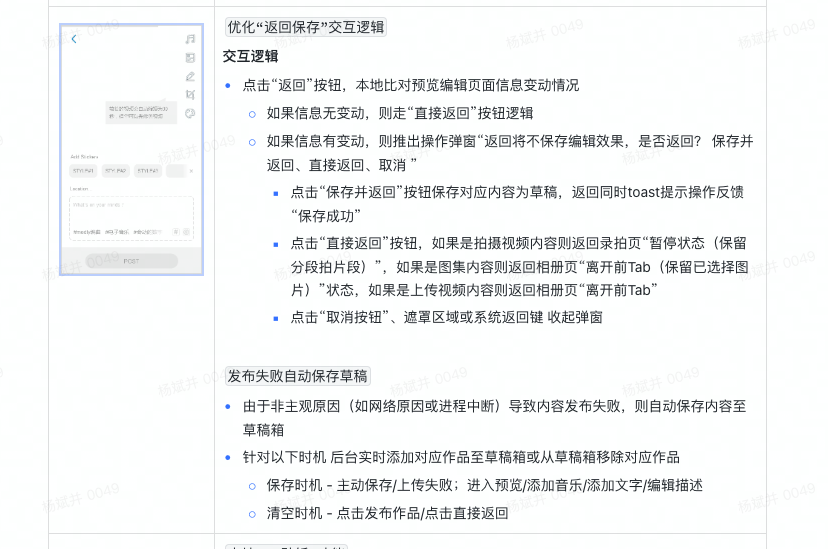 优化“返回保存”交互逻辑
交互逻辑
点击“返回”按钮，本地比对预览编辑页面信息变动情况
如果信息无变动，则走“直接返回”按钮逻辑
如果信息有变动，则推出操作弹窗“返回将不保存编辑效果，是否返回？ 保存并
返回、直接返回、取消 ”
点击“保存并返回”按钮保存对应内容为草稿，返回同时toast提示操作反馈
“保存成功”
点击“直接返回”按钮，如果是拍摄视频内容则返回录拍页“暂停状态（保留
分段拍片段）”，如果是图集内容则返回相册页“离开前Tab（保留已选择图
片）”状态，如果是上传视频内容则返回相册页“离开前Tab”
点击“取消按钮”、遮罩区域或系统返回键 收起弹窗
发布失败自动保存草稿
由于非主观原因（如网络原因或进程中断）导致内容发布失败，则自动保存内容至
草稿箱
针对以下时机 后台实时添加对应作品至草稿箱或从草稿箱移除对应作品
保存时机 - 主动保存/上传失败；进入预览/添加音乐/添加文字/编辑描述
清空时机 - 点击发布作品/点击直接返回
Add Stickers
STYLE#1 STYLE#2 STYLE#3
Location
POST
杨斌并 0049